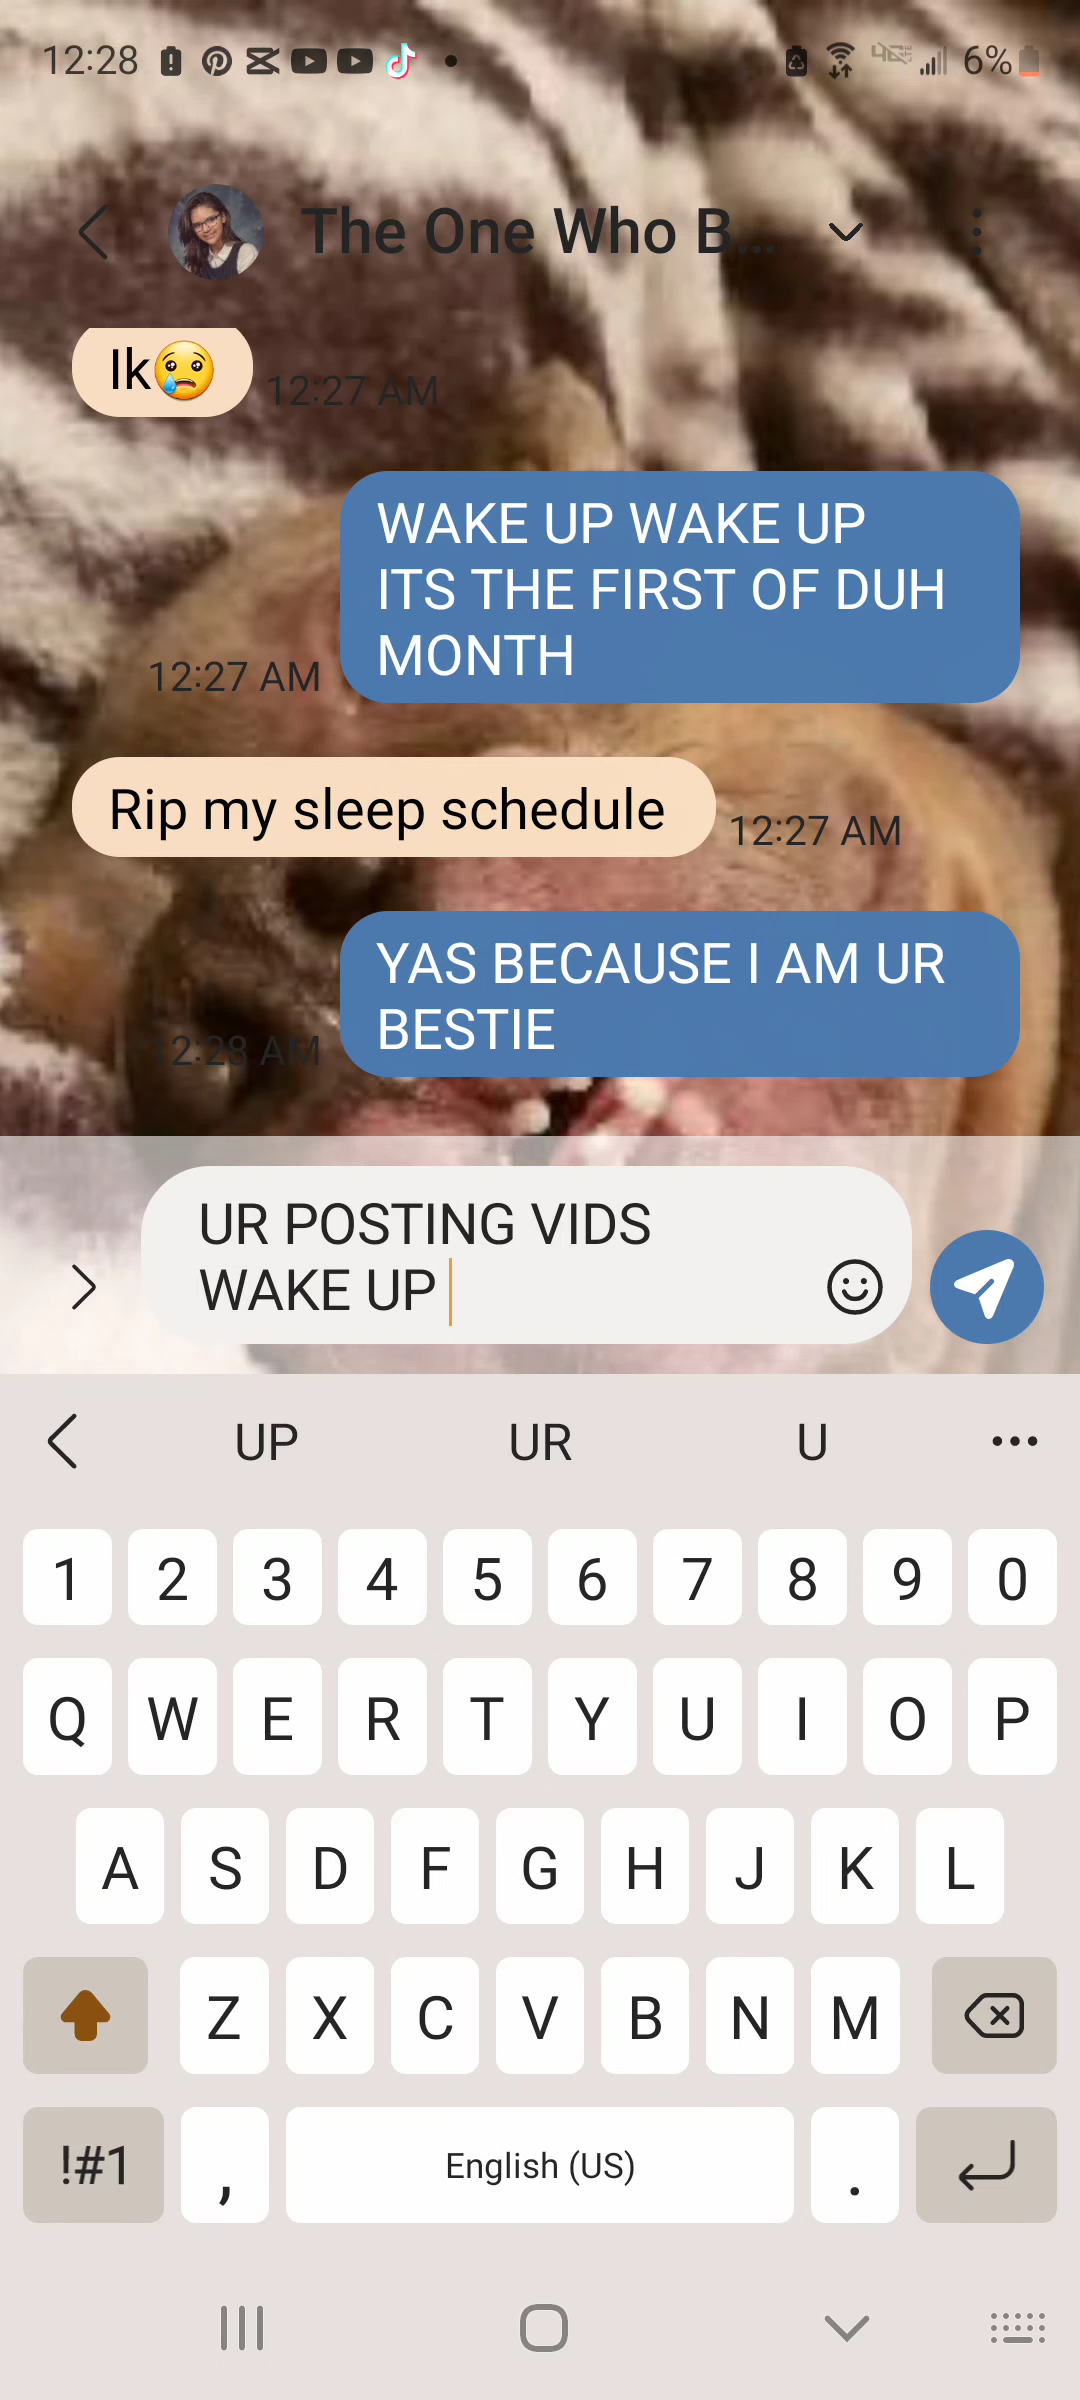 12:28
6%
The One Who B...
Ik😢
12:27 AM
WAKE UP WAKE UP
ITS THE FIRST OF DUH
MONTH
12:27 AM
Rip my sleep schedule
12:27 AM
YAS BECAUSE I AM UR
BESTIE
12:28 AM
UR POSTING VIDS
WAKE UP
UP UR U
1 2 3 4 5 6 7 8 9 0
Q W E R T Y U I O P
A S D F G H J K L
Z X C V B N M
!#1 , English (US) .